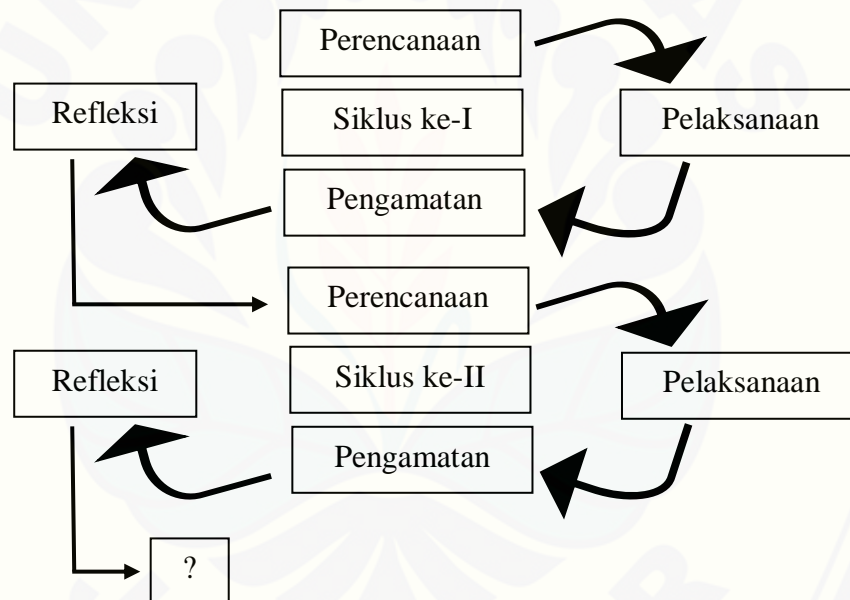 Perencanaan
Refleksi
Siklus ke-I
Pelaksanaan
Pengamatan
Perencanaan
Refleksi
Siklus ke-II
Pelaksanaan
Pengamatan
?